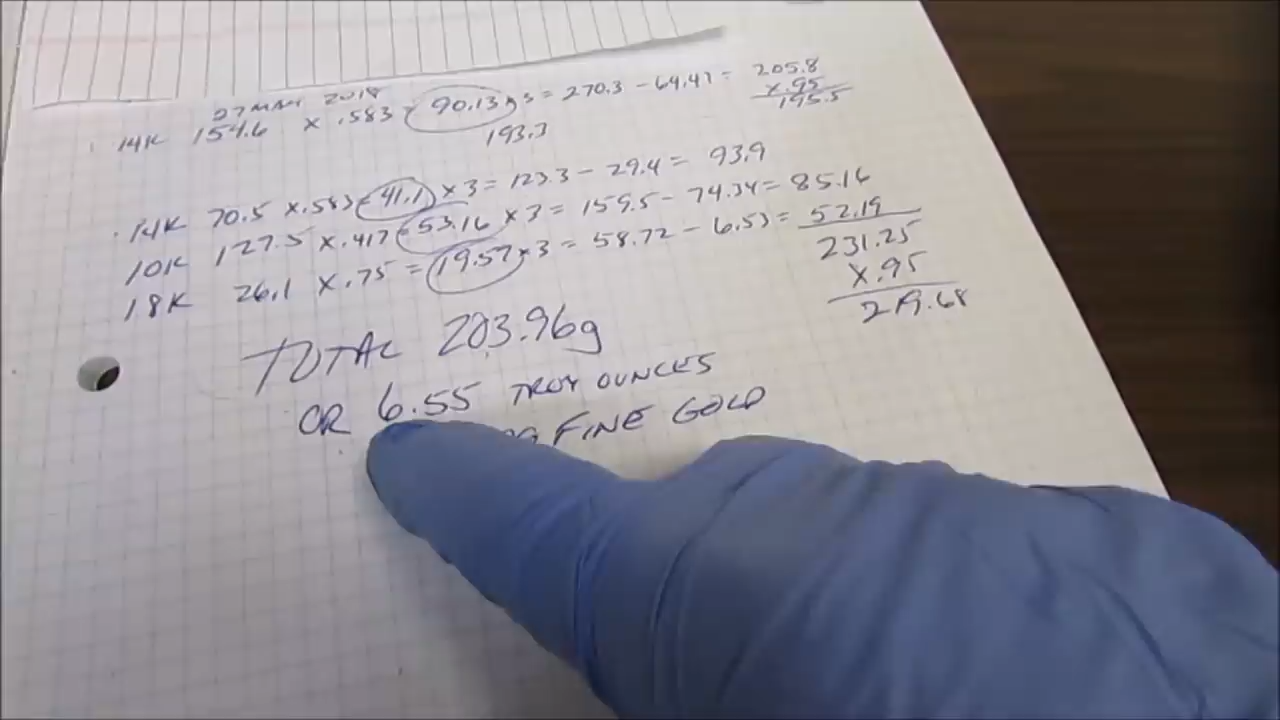 07 MAY 2019
14K 154.6 x .583 = 90.13 x 3 = 270.3 - 64.47 = 205.8
x .95
195.5
193.3
14K 70.5 x .583 = 41.1 x 3 = 123.3 - 29.4 = 93.9
10K 127.5 x .417 = 53.16 x 3 = 159.5 - 74.34 = 85.16
18K 26.1 x .75 = 19.57 x 3 = 58.72 - 6.53 = 52.19
231.25
x .95
219.68
TOTAL 203.96g
OR 6.55 TROY OUNCES
FINE GOLD